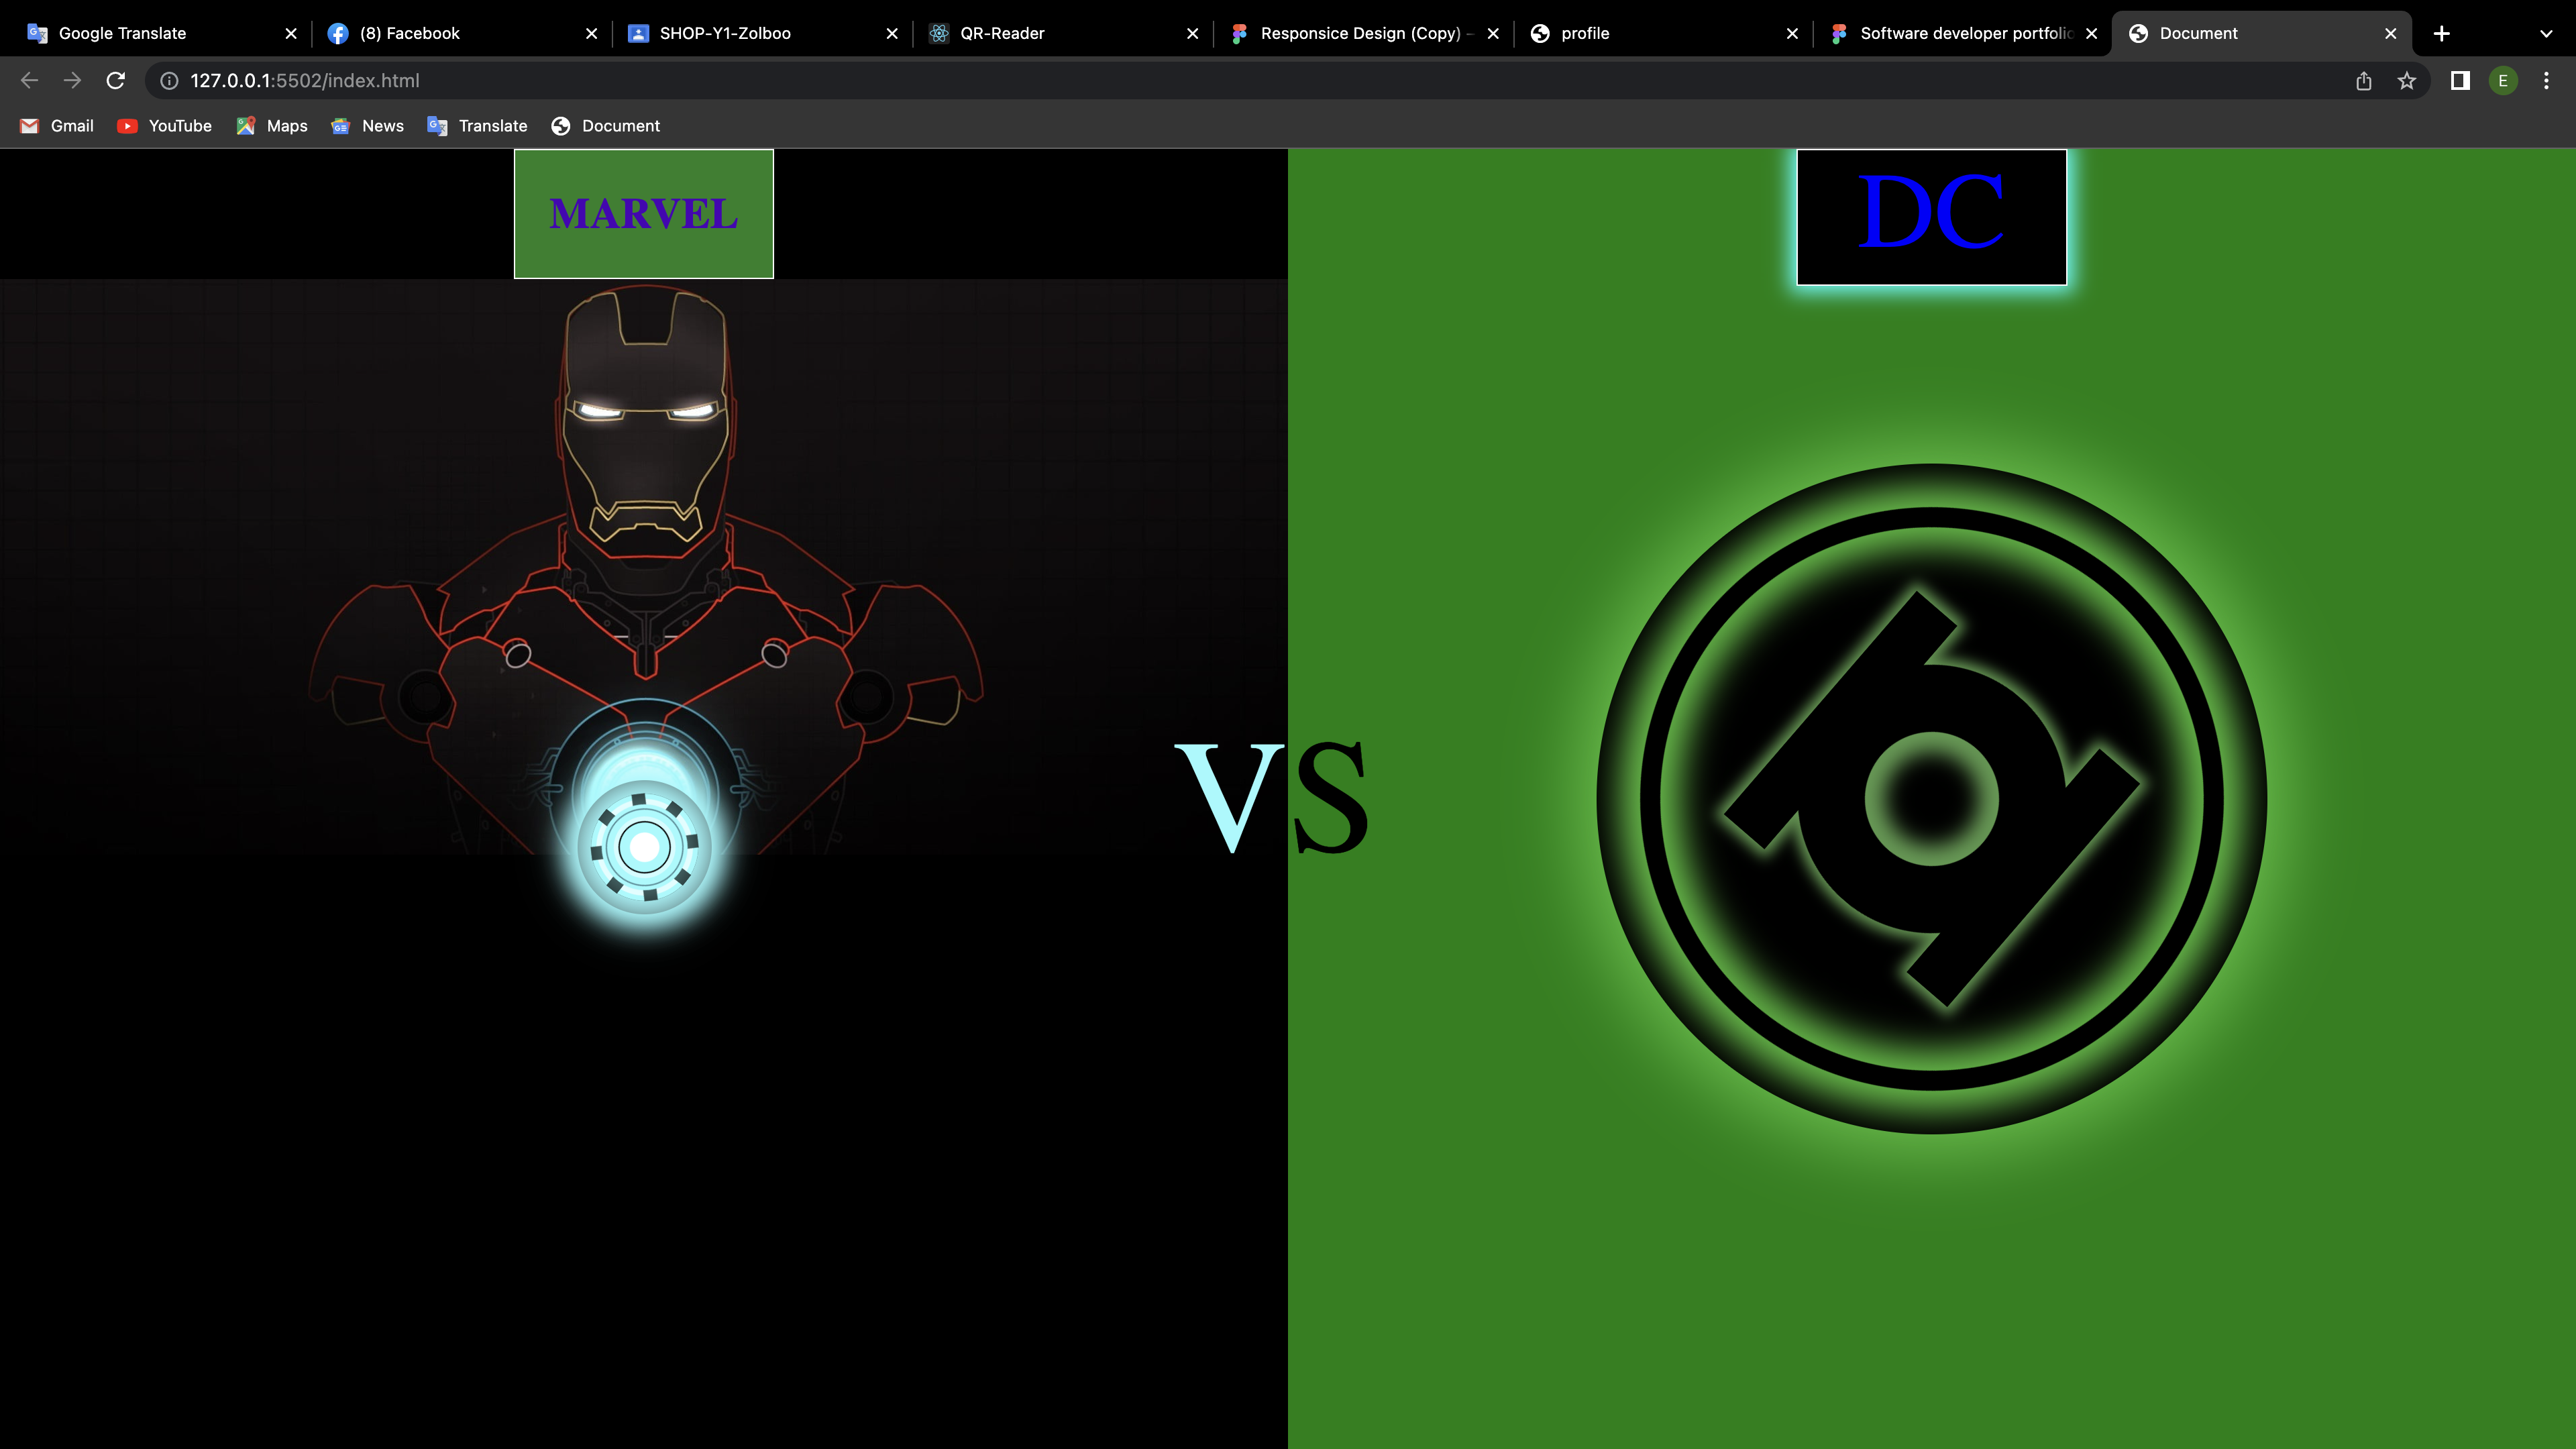 Google Translate
(8) Facebook
SHOP-Y1-Zolboo
QR-Reader
Responsice Design (Copy) –
profile
Software developer portfolio
Document
127.0.0.1:5502/index.html
E
Gmail
YouTube
Maps
News
Translate
Document
MARVEL
DC
VS